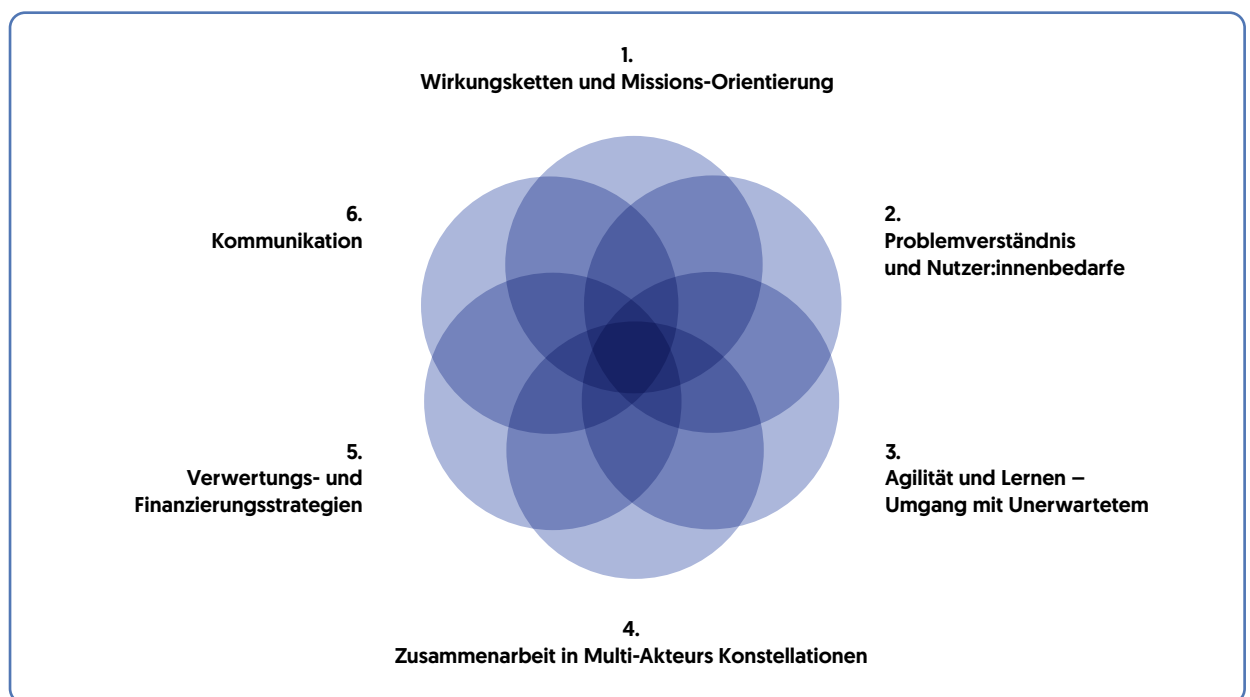 1.
Wirkungsketten und Missions-Orientierung
2.
Problemverständnis
und Nutzer:innenbedarfe
3.
Agilität und Lernen –
Umgang mit Unerwartetem
4.
Zusammenarbeit in Multi-Akteurs Konstellationen
5.
Verwertungs- und
Finanzierungsstrategien
6.
Kommunikation